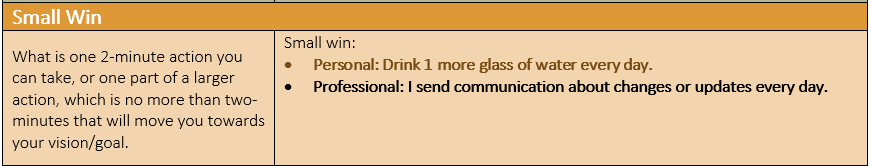 Small Win
What is one 2-minute action you
can take, or one part of a larger
action, which is no more than two-
minutes that will move you towards
your vision/goal.
Small win:
• Personal: Drink 1 more glass of water every day.
• Professional: I send communication about changes or updates every day.